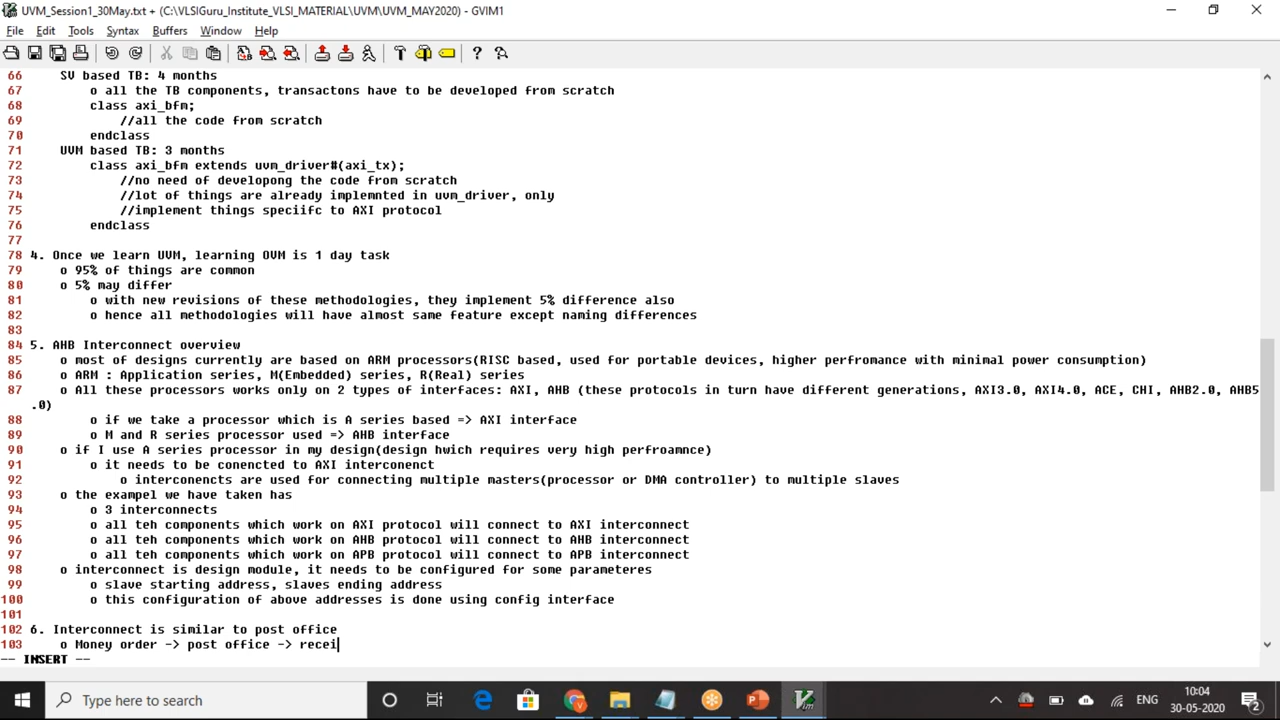 UVM_Session1_30May.txt + (C:\VLSIGuru_Institute_VLSI_MATERIAL\UVM\UVM_MAY2020) - GVIM1
File Edit Tools Syntax Buffers Window Help
66 SV based TB: 4 months
67 o all the TB components, transactons have to be developed from scratch
68 class axi_bfm;
69 //all the code from scratch
70 endclass
71 UVM based TB: 3 months
72 class axi_bfm extends uvm_driver#(axi_tx);
73 //no need of developong the code from scratch
74 //lot of things are already implemnted in uvm_driver, only
75 //implement things speciifc to AXI protocol
76 endclass
77
78 4. Once we learn UVM, learning OVM is 1 day task
79 o 95% of things are common
80 o 5% may differ
81 o with new revisions of these methodologies, they implement 5% difference also
82 o hence all methodologies will have almost same feature except naming differences
83
84 5. AHB Interconnect overview
85 o most of designs currently are based on ARM processors(RISC based, used for portable devices, higher perfromance with minimal power consumption)
86 o ARM : Application series, M(Embedded) series, R(Real) series
87 o All these processors works only on 2 types of interfaces: AXI, AHB (these protocols in turn have different generations, AXI3.0, AXI4.0, ACE, CHI, AHB2.0, AHB5
.0)
88 o if we take a processor which is A series based => AXI interface
89 o M and R series processor used => AHB interface
90 o if I use A series processor in my design(design hwich requires very high perfroamnce)
91 o it needs to be conencted to AXI interconenct
92 o interconencts are used for connecting multiple masters(processor or DMA controller) to multiple slaves
93 o the exampel we have taken has
94 o 3 interconnects
95 o all teh components which work on AXI protocol will connect to AXI interconnect
96 o all teh components which work on AHB protocol will connect to AHB interconnect
97 o all teh components which work on APB protocol will connect to APB interconnect
98 o interconnect is design module, it needs to be configured for some parameteres
99 o slave starting address, slaves ending address
100 o this configuration of above addresses is done using config interface
101
102 6. Interconnect is similar to post office
103 o Money order -> post office -> recei
-- INSERT --
Type here to search
ENG
10:04
30-05-2020
2